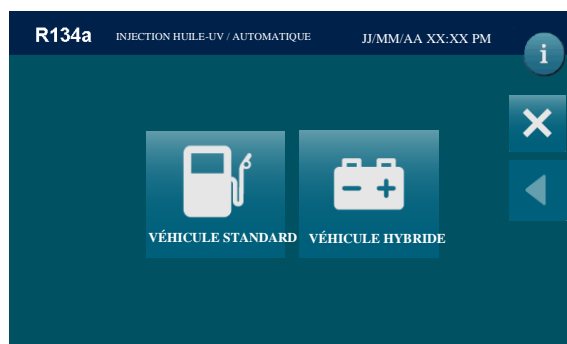 R134a INJECTION HUILE-UV / AUTOMATIQUE JJ/MM/AA XX:XX PM
i
VÉHICULE STANDARD VÉHICULE HYBRIDE